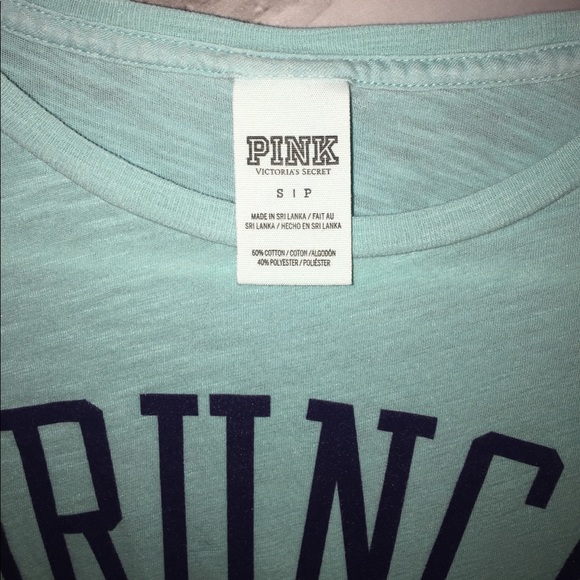 PINK
VICTORIA'S SECRET
S | P
MADE IN SRI LANKA / FAIT AU
SRI LANKA / HECHO EN SRI LANKA
60% COTTON / COTON / ALGODÓN
40% POLYESTER / POLIÉSTER
RUNC